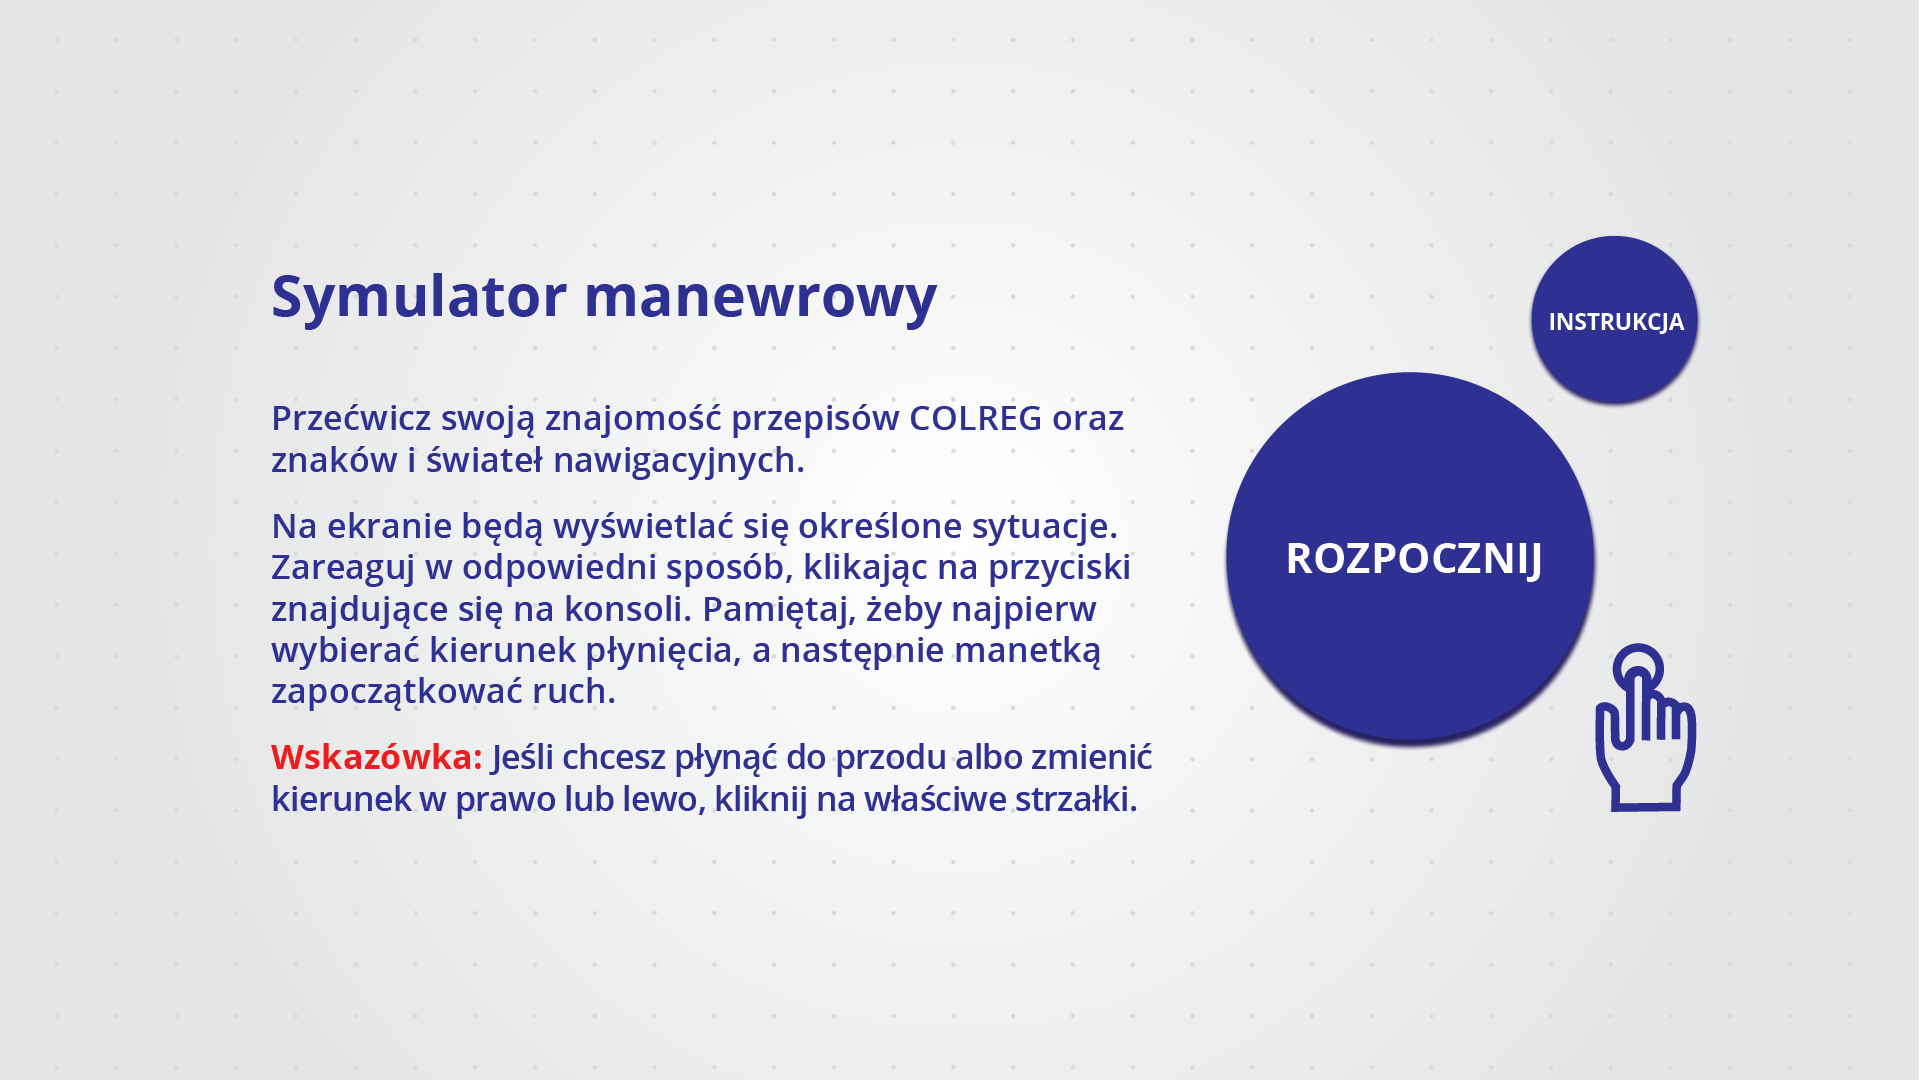 Symulator manewrowy
Przećwicz swoją znajomość przepisów COLREG oraz
znaków i świateł nawigacyjnych.
Na ekranie będą wyświetlać się określone sytuacje.
Zareaguj w odpowiedni sposób, klikając na przyciski
znajdujące się na konsoli. Pamiętaj, żeby najpierw
wybierać kierunek płynięcia, a następnie manetką
zapoczątkować ruch.
Wskazówka: Jeśli chcesz płynąć do przodu albo zmienić
kierunek w prawo lub lewo, kliknij na właściwe strzałki.
INSTRUKCJA
ROZPOCZNIJ